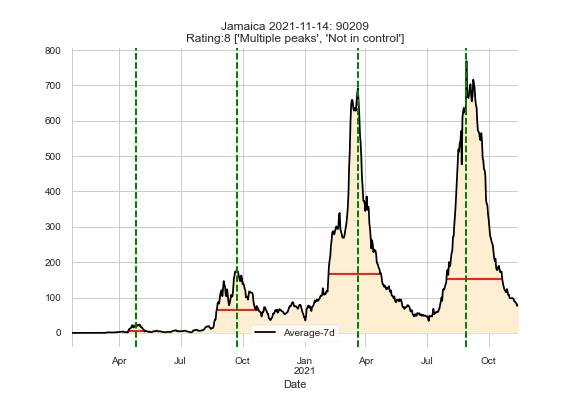 Jamaica 2021-11-14: 90209
Rating:8 ['Multiple peaks', 'Not in control']
800
700
600
500
400
300
200
100
0
Average-7d
Apr Jul Oct Jan Apr Jul Oct
2021
Date